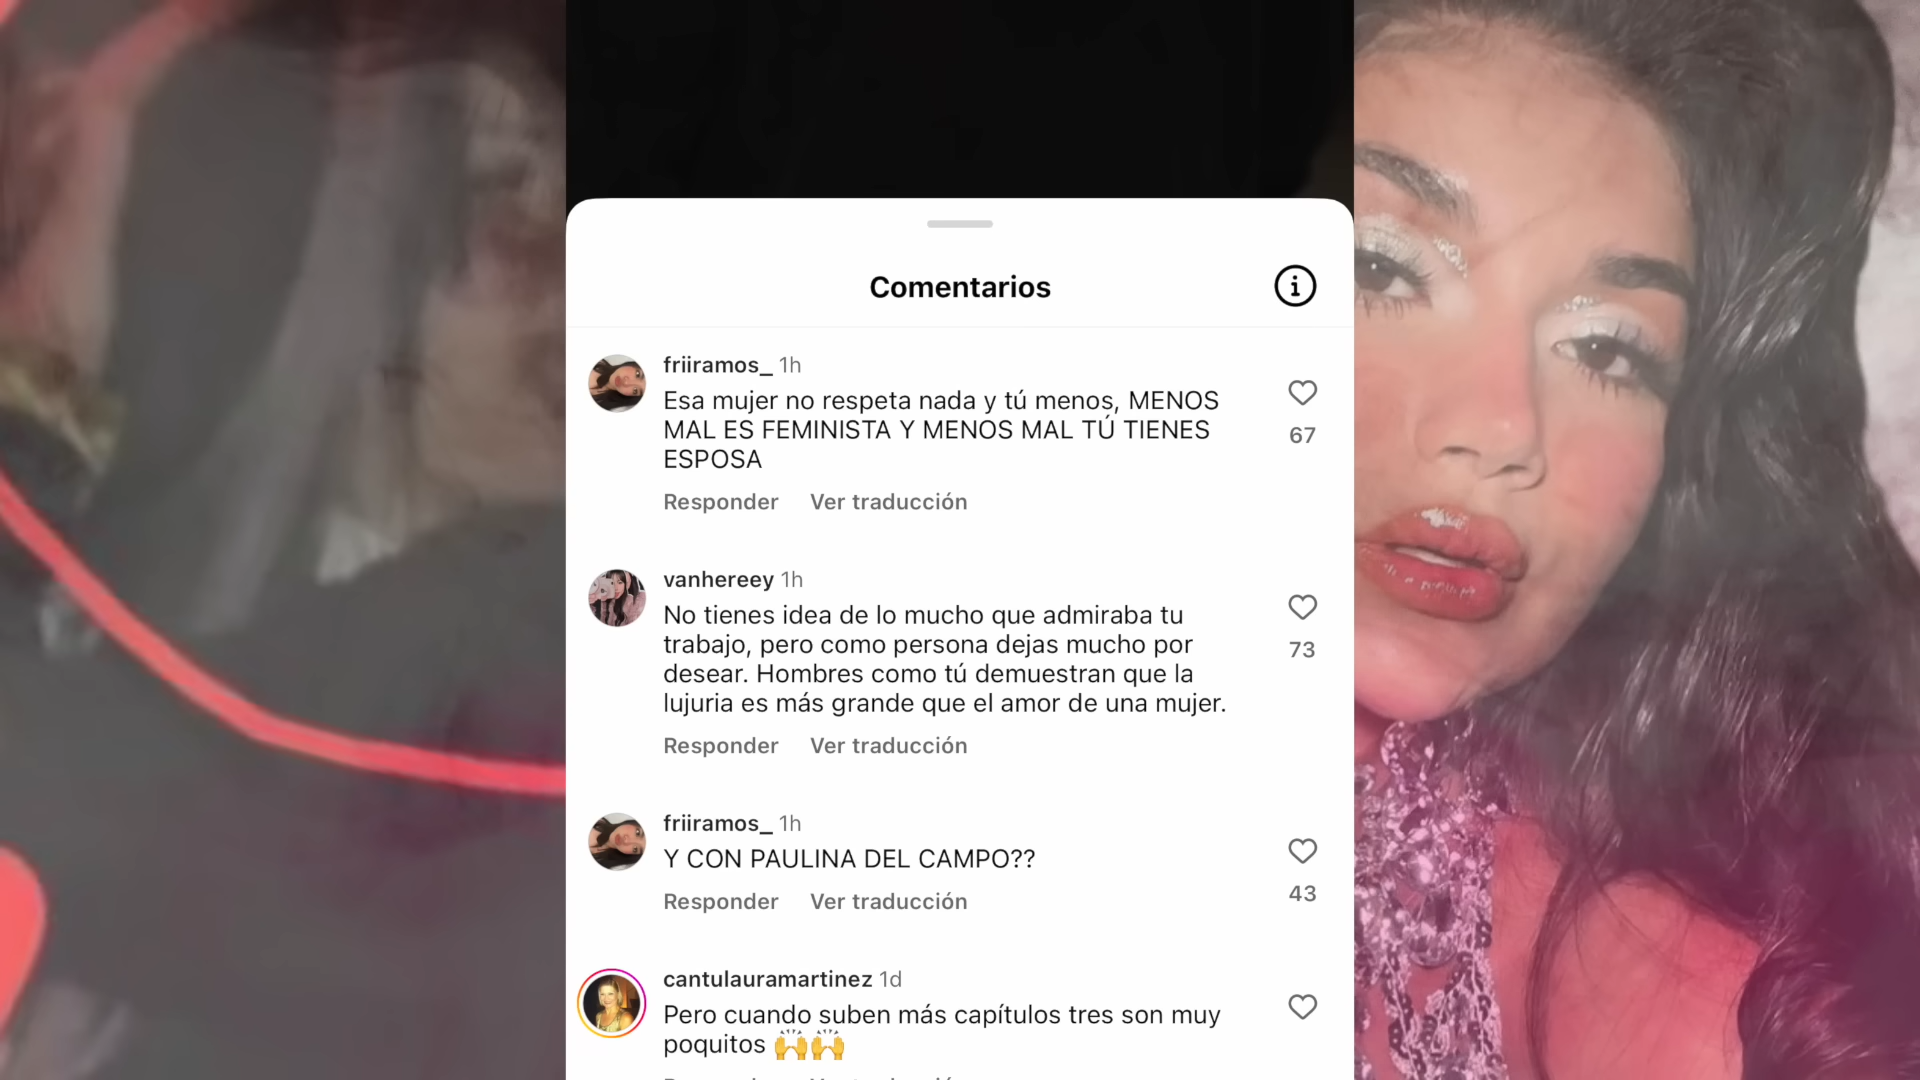 Comentarios
friiramos_ 1h
Esa mujer no respeta nada y tú menos, MENOS
MAL ES FEMINISTA Y MENOS MAL TÚ TIENES
ESPOSA
67
Responder Ver traducción
vanhereey 1h
No tienes idea de lo mucho que admiraba tu
trabajo, pero como persona dejas mucho por
desear. Hombres como tú demuestran que la
lujuria es más grande que el amor de una mujer.
73
Responder Ver traducción
friiramos_ 1h
Y CON PAULINA DEL CAMPO??
43
Responder Ver traducción
cantulauramartinez 1d
Pero cuando suben más capítulos tres son muy
poquitos 🙌🙌